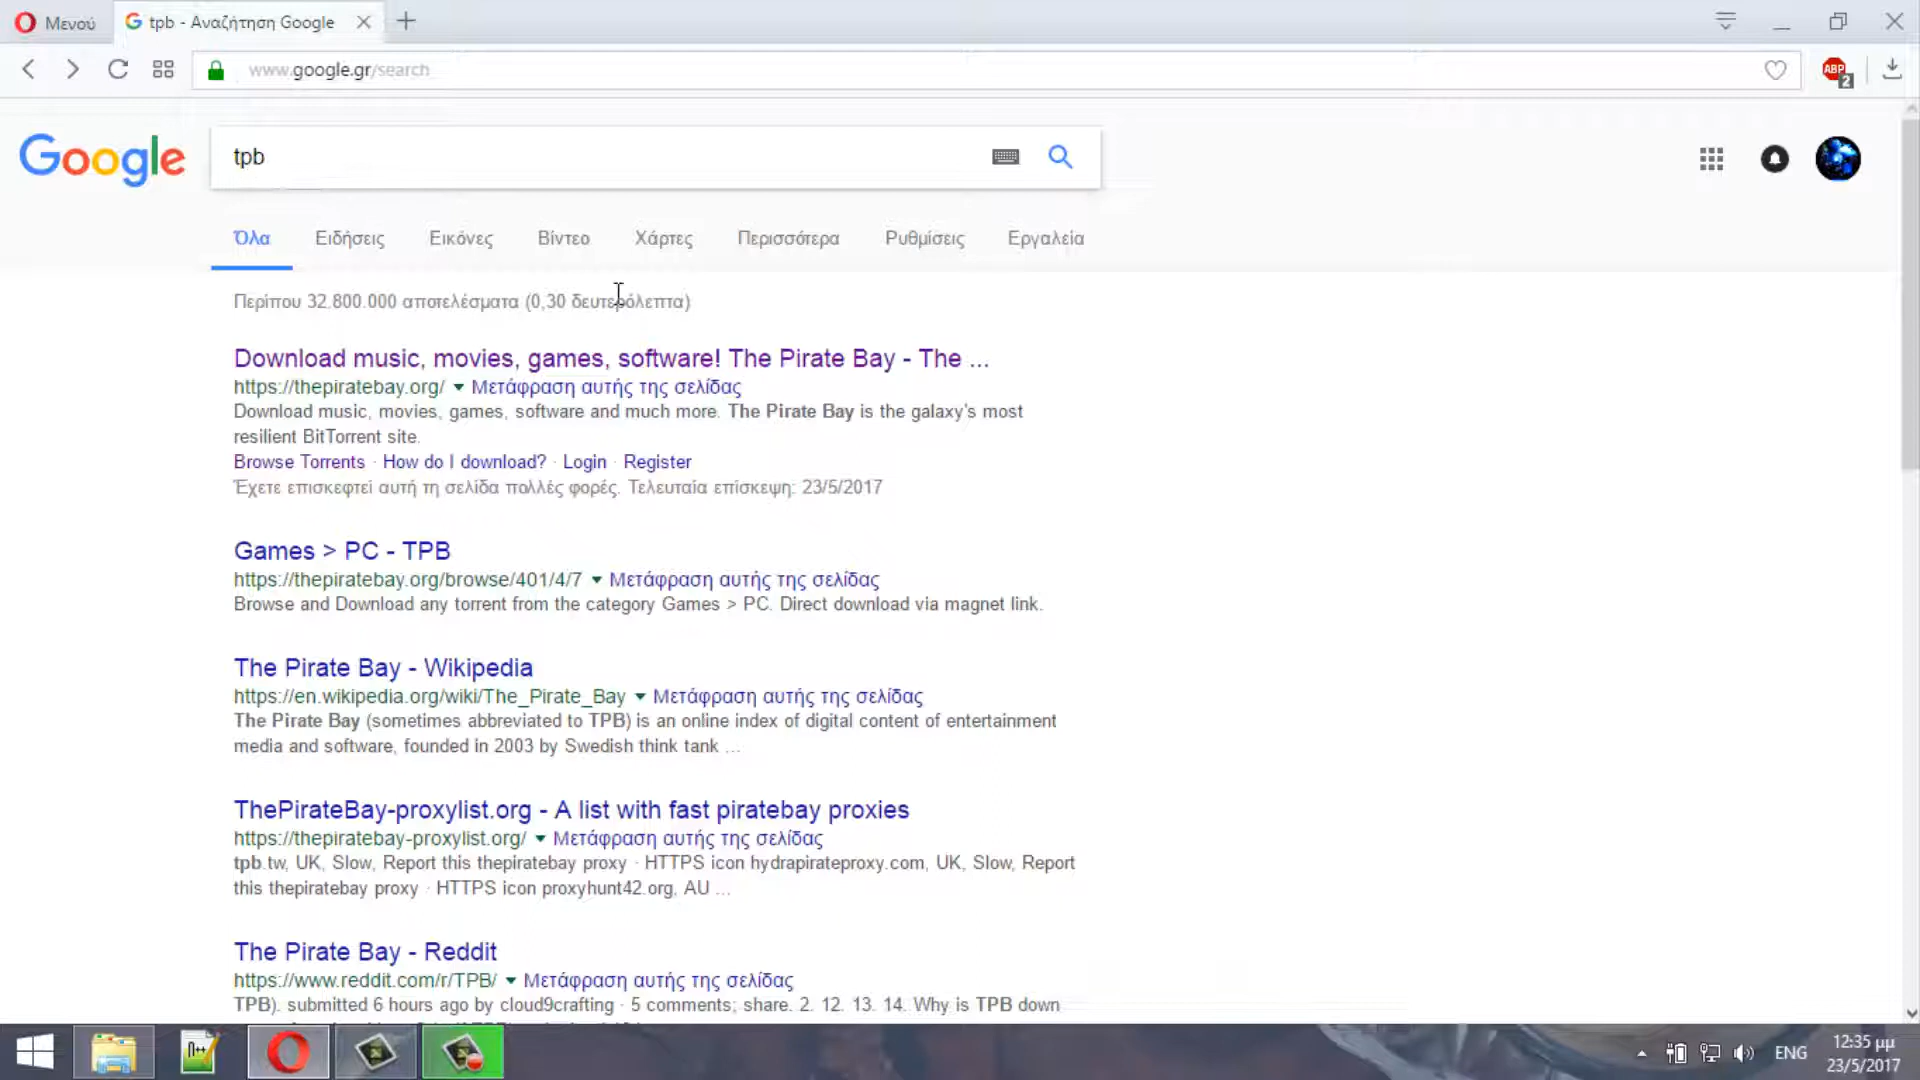 Μενού
tpb - Αναζήτηση Google
www.google.gr/search
ABP
2
Google
tpb
Όλα Ειδήσεις Εικόνες Βίντεο Χάρτες Περισσότερα Ρυθμίσεις Εργαλεία
Περίπου 32.800.000 αποτελέσματα (0,30 δευτερόλεπτα)
Download music, movies, games, software! The Pirate Bay - The ...
https://thepiratebay.org/ Μετάφραση αυτής της σελίδας
Download music, movies, games, software and much more. The Pirate Bay is the galaxy's most
resilient BitTorrent site.
Browse Torrents · How do I download? · Login · Register
Έχετε επισκεφτεί αυτή τη σελίδα πολλές φορές. Τελευταία επίσκεψη: 23/5/2017
Games > PC - TPB
https://thepiratebay.org/browse/401/4/7 Μετάφραση αυτής της σελίδας
Browse and Download any torrent from the category Games > PC. Direct download via magnet link.
The Pirate Bay - Wikipedia
https://en.wikipedia.org/wiki/The_Pirate_Bay Μετάφραση αυτής της σελίδας
The Pirate Bay (sometimes abbreviated to TPB) is an online index of digital content of entertainment
media and software, founded in 2003 by Swedish think tank ...
ThePirateBay-proxylist.org - A list with fast piratebay proxies
https://thepiratebay-proxylist.org/ Μετάφραση αυτής της σελίδας
tpb.tw, UK, Slow, Report this thepiratebay proxy · HTTPS icon hydrapirateproxy.com, UK, Slow, Report
this thepiratebay proxy · HTTPS icon proxyhunt42.org, AU ...
The Pirate Bay - Reddit
https://www.reddit.com/r/TPB/ Μετάφραση αυτής της σελίδας
TPB). submitted 6 hours ago by cloud9crafting · 5 comments; share. 2. 12. 13. 14. Why is TPB down
N++
ENG
12:35 μμ
23/5/2017